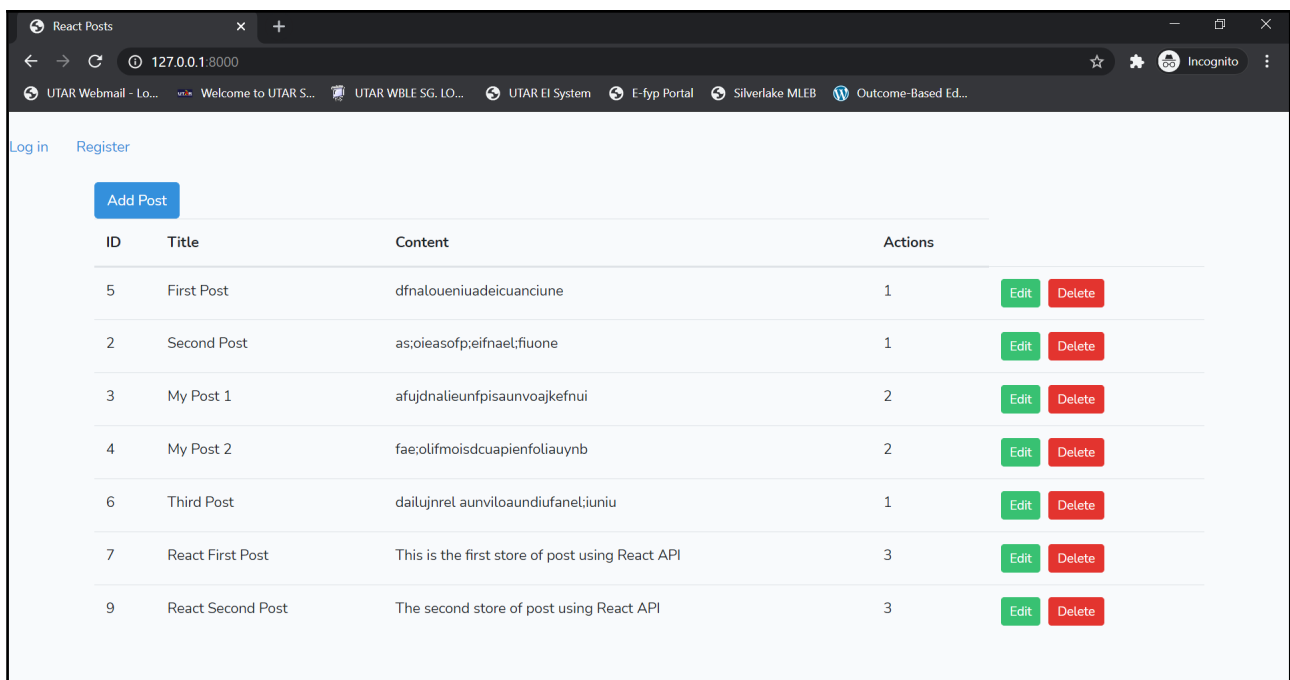 React Posts
127.0.0.1:8000
Incognito
UTAR Webmail - Lo... Welcome to UTAR S... UTAR WBLE SG. LO... UTAR EI System E-fyp Portal Silverlake MLEB Outcome-Based Ed...
Log in Register
Add Post
ID Title Content Actions
5 First Post dfnaloueniuadeicuanciune 1 Edit Delete
2 Second Post as;oieasofp;eifnael;fiuone 1 Edit Delete
3 My Post 1 afujdnalieunfpisaunvoajkefnui 2 Edit Delete
4 My Post 2 fae;olifmoisdcuapienfoliauynb 2 Edit Delete
6 Third Post dailujnrel aunviloaundiufanel;iuniu 1 Edit Delete
7 React First Post This is the first store of post using React API 3 Edit Delete
9 React Second Post The second store of post using React API 3 Edit Delete